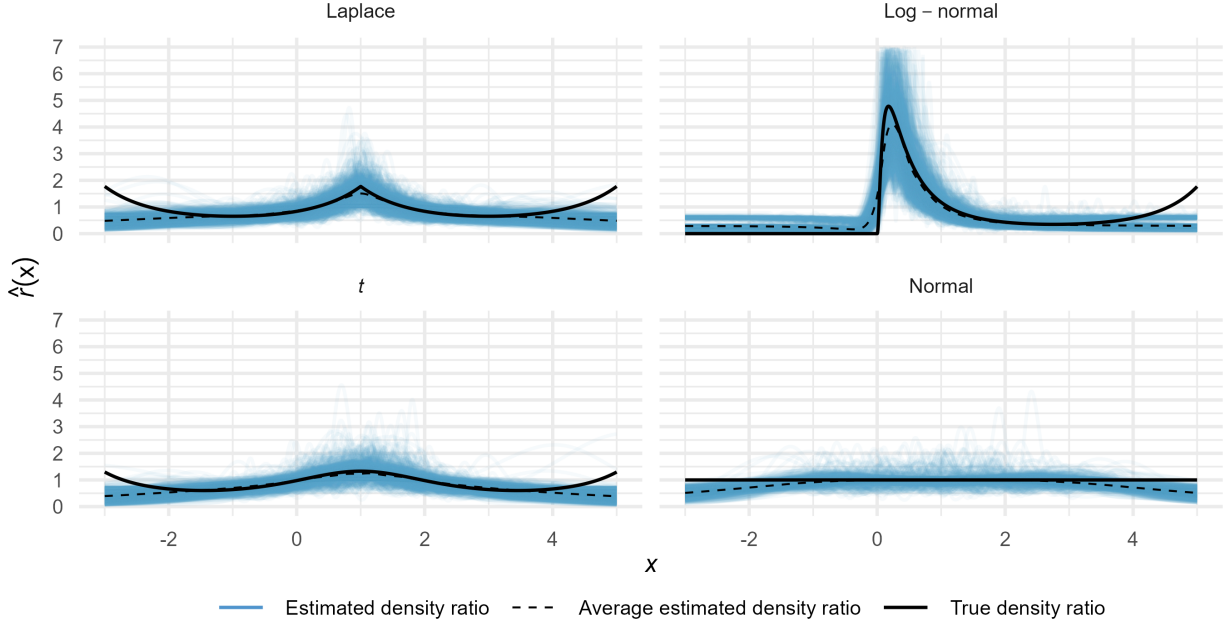 Laplace
Log – normal
7
6
5
4
3
2
1
0
t
Normal
r̂(x)
7
6
5
4
3
2
1
0
-2 0 2 4 -2 0 2 4
x
Estimated density ratio Average estimated density ratio True density ratio